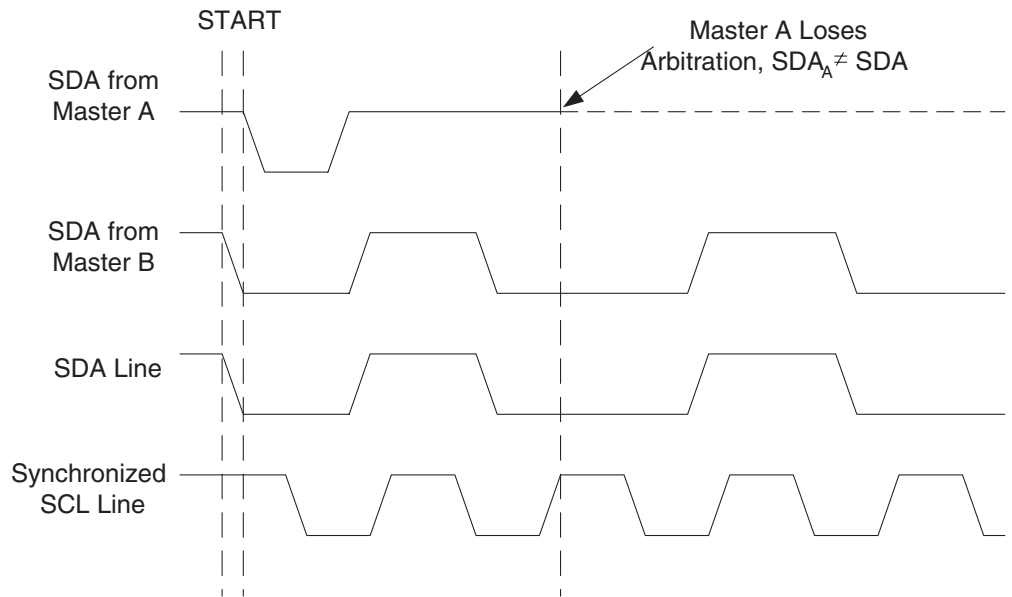 START
Master A Loses
Arbitration, SDA_A ≠ SDA
SDA from
Master A
SDA from
Master B
SDA Line
Synchronized
SCL Line